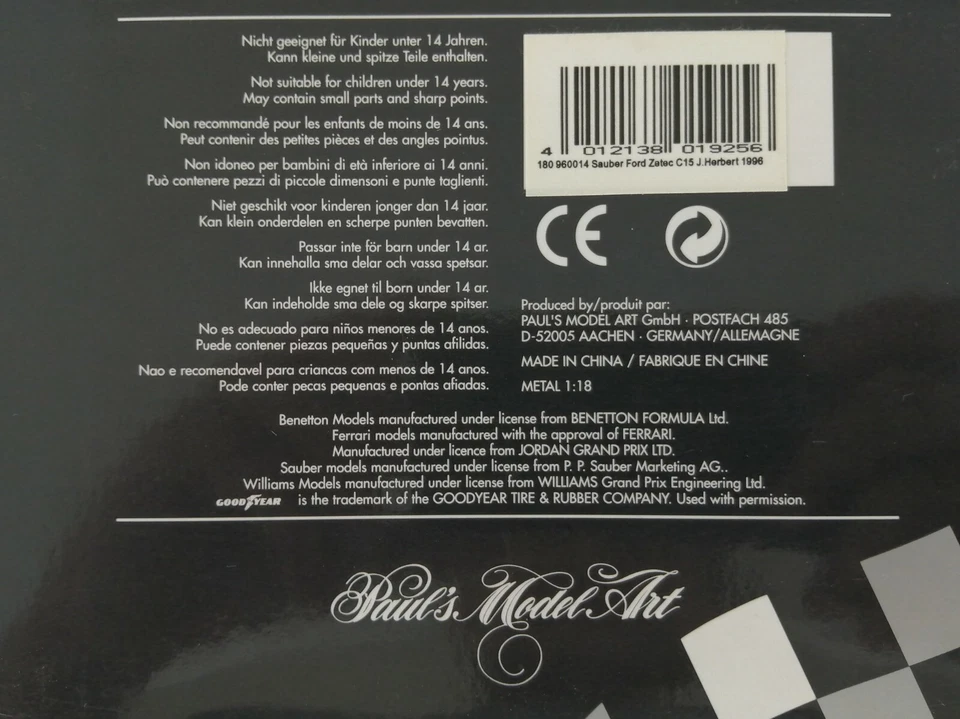 Nicht geeignet für Kinder unter 14 Jahren.
Kann kleine und spitze Teile enthalten.
Not suitable for children under 14 years.
May contain small parts and sharp points.
Non recommandé pour les enfants de moins de 14 ans.
Peut contenir des petites pièces et des angles pointus.
Non idoneo per bambini di età inferiore ai 14 anni.
Può contenere pezzi di piccole dimensoni e punte taglienti.
Niet geschikt voor kinderen jonger dan 14 jaar.
Kan klein onderdelen en scherpe punten bevatten.
Passar inte för barn under 14 ar.
Kan innehalla sma delar och vassa spetsar.
Ikke egnet til born under 14 ar.
Kan indeholde sma dele og skarpe spitser.
No es adecuado para niños menores de 14 anos.
Puede contener piezas pequeñas y puntas afilidas.
Nao e recomendavel para criancas com menos de 14 anos.
Pode conter pecas pequenas e pontas afiadas.
4 012138 019256
180 960014 Sauber Ford Zetec C15 J.Herbert 1996
CE
Produced by/produit par:
PAUL'S MODEL ART GmbH · POSTFACH 485
D-52005 AACHEN · GERMANY/ALLEMAGNE
MADE IN CHINA / FABRIQUE EN CHINE
METAL 1:18
Benetton Models manufactured under license from BENETTON FORMULA Ltd.
Ferrari models manufactured with the approval of FERRARI.
Manufactured under licence from JORDAN GRAND PRIX LTD.
Sauber models manufactured under license from P. P. Sauber Marketing AG..
Williams Models manufactured under license from WILLIAMS Grand Prix Engineering Ltd.
GOODYEAR is the trademark of the GOODYEAR TIRE & RUBBER COMPANY. Used with permission.
Paul's Model Art